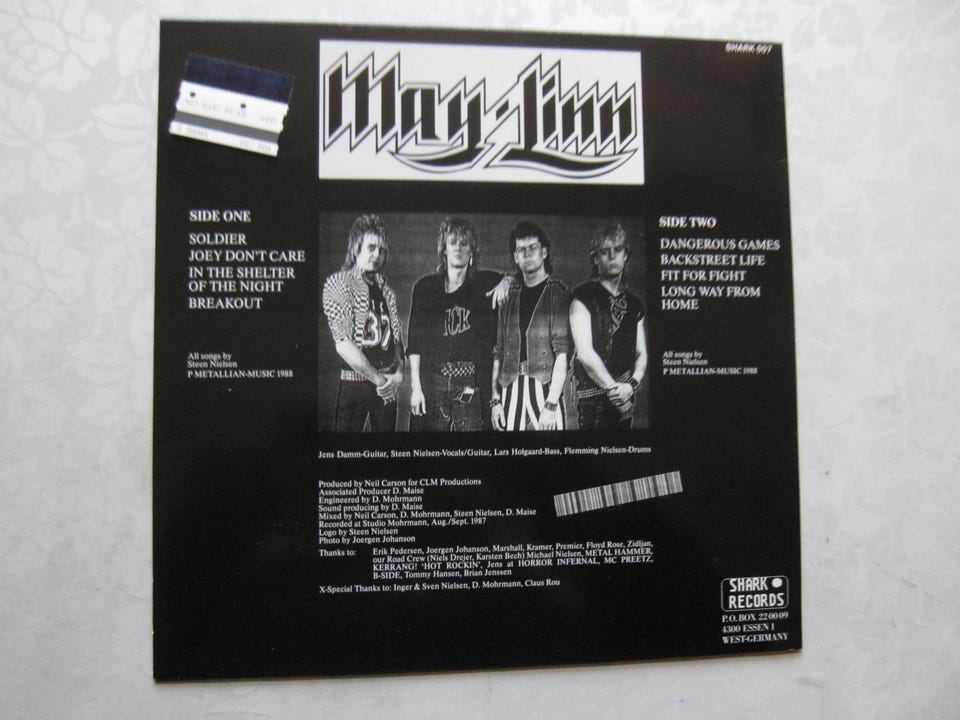 SHARK 007
May-Linn
SIDE ONE
SOLDIER
JOEY DON'T CARE
IN THE SHELTER
OF THE NIGHT
BREAKOUT
All songs by
Steen Nielsen
P METALLIAN-MUSIC 1988
SIDE TWO
DANGEROUS GAMES
BACKSTREET LIFE
FIT FOR FIGHT
LONG WAY FROM
HOME
All songs by
Steen Nielsen
P METALLIAN-MUSIC 1988
Jens Damm-Guitar, Steen Nielsen-Vocals/Guitar, Lars Holgaard-Bass, Flemming Nielsen-Drums
Produced by Neil Carson for CLM Productions
Associated Producer D. Maise
Engineered by D. Mohrmann
Sound producing by D. Maise
Mixed by Neil Carson, D. Mohrmann, Steen Nielsen, D. Maise
Recorded at Studio Mohrmann, Aug./Sept. 1987
Logo by Steen Nielsen
Photo by Joergen Johanson
Thanks to: Erik Pedersen, Joergen Johanson, Marshall, Kramer, Premier, Floyd Rose, Zidljan,
our Road Crew (Niels Drejer, Karsten Bech) Michael Nielsen, METAL HAMMER,
KERRANG! 'HOT ROCKIN', Jens at HORROR INFERNAL, MC PREETZ,
B-SIDE, Tommy Hansen, Brian Jenssen
X-Special Thanks to: Inger & Sven Nielsen, D. Mohrmann, Claus Rou
SHARK
RECORDS
P.O. BOX 22 00 09
4300 ESSEN 1
WEST-GERMANY